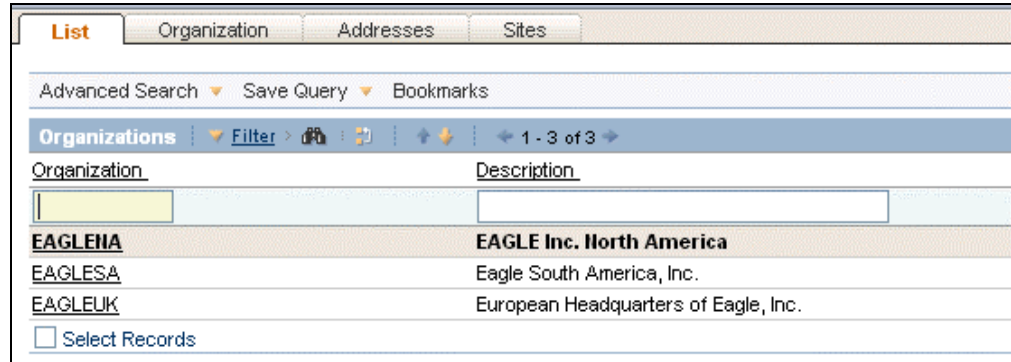 List Organization Addresses Sites
Advanced Search Save Query Bookmarks
Organizations Filter 1 - 3 of 3
Organization Description
EAGLENA EAGLE Inc. North America
EAGLESA Eagle South America, Inc.
EAGLEUK European Headquarters of Eagle, Inc.
Select Records